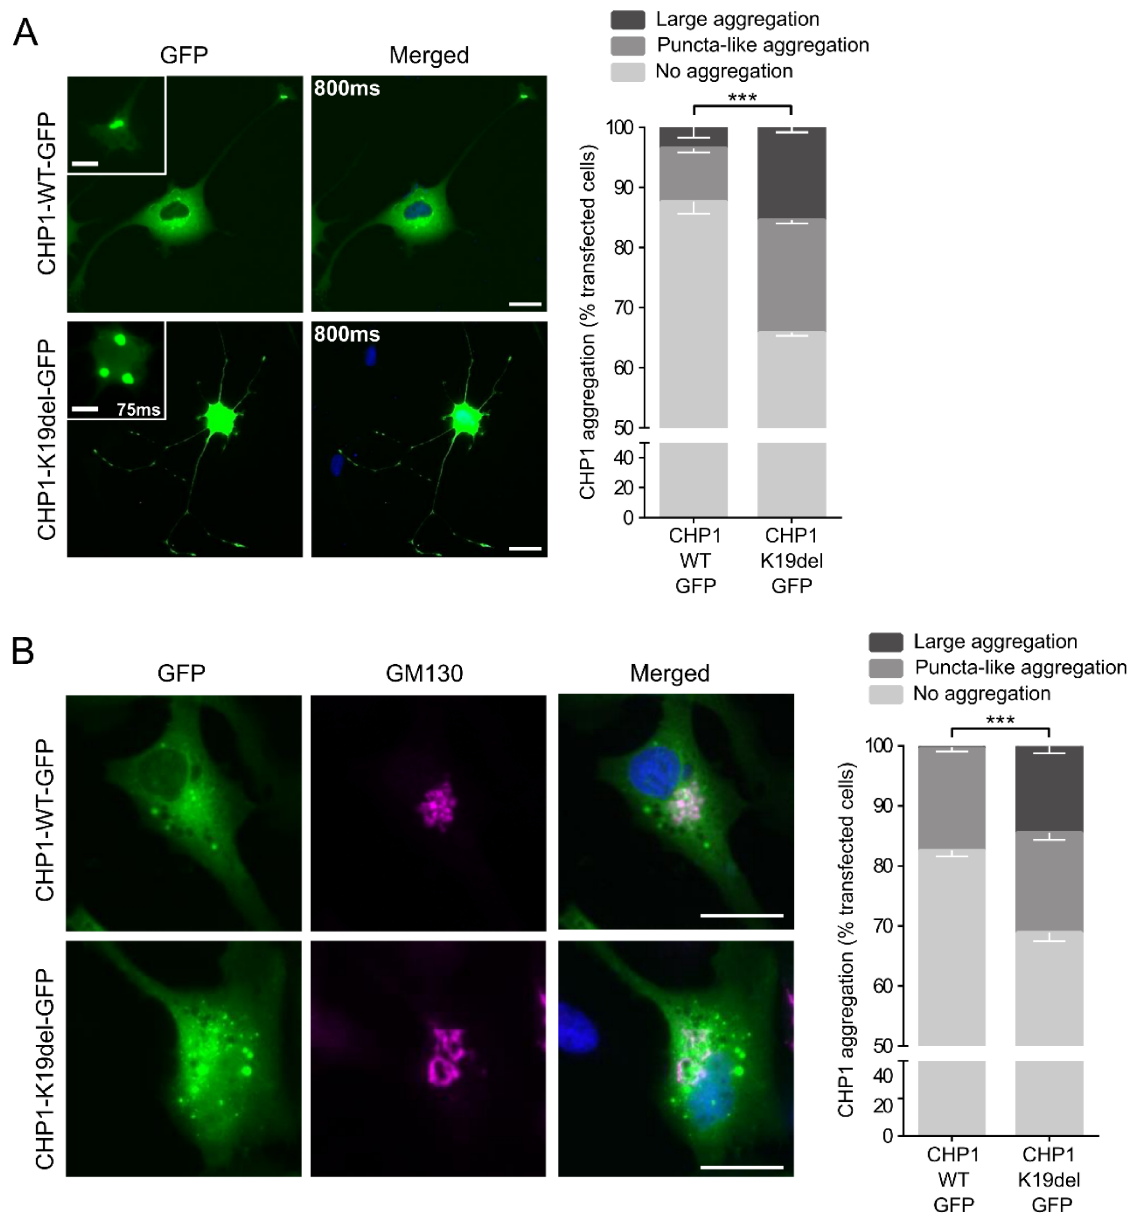 A
GFP
Merged
CHP1-WT-GFP
800ms
CHP1-K19del-GFP
75ms
800ms
Large aggregation
Puncta-like aggregation
No aggregation
***
CHP1 aggregation (% transfected cells)
100
90
80
70
60
50
40
20
0
CHP1
WT
GFP
CHP1
K19del
GFP
B
GFP
GM130
Merged
CHP1-WT-GFP
CHP1-K19del-GFP
Large aggregation
Puncta-like aggregation
No aggregation
***
CHP1 aggregation (% transfected cells)
100
90
80
70
60
50
40
20
0
CHP1
WT
GFP
CHP1
K19del
GFP